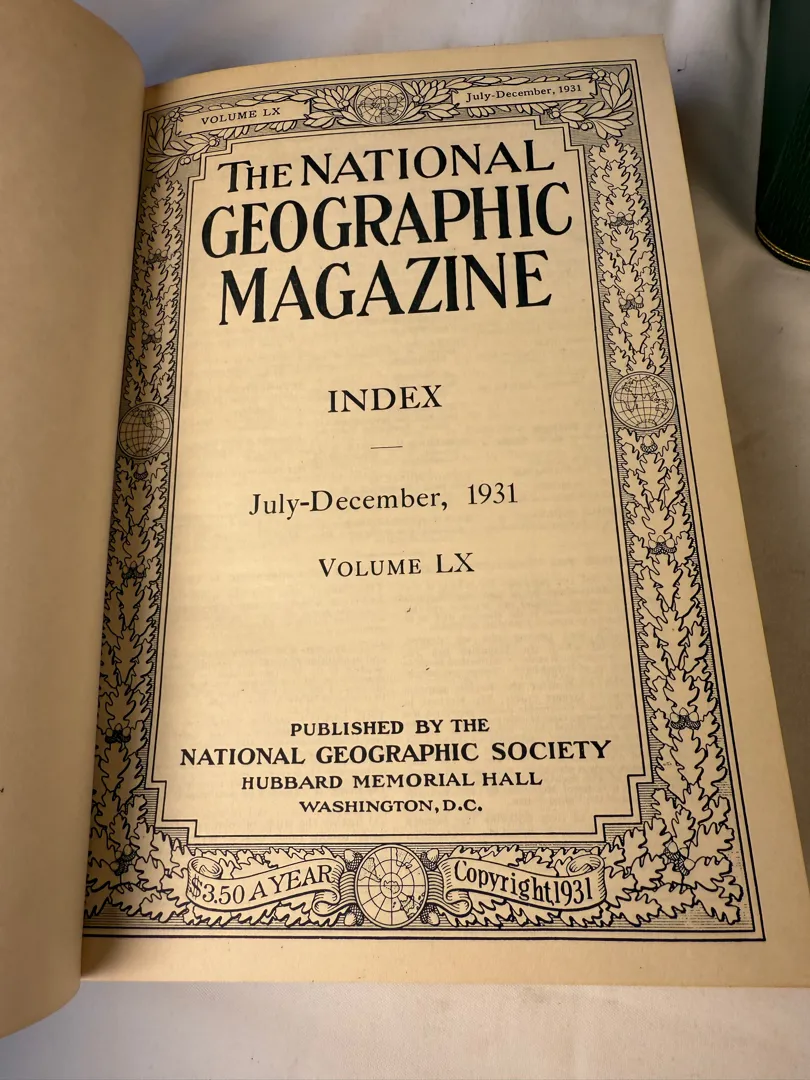 VOLUME LX
July-December, 1931
THE NATIONAL
GEOGRAPHIC
MAGAZINE
INDEX
July-December, 1931
VOLUME LX
PUBLISHED BY THE
NATIONAL GEOGRAPHIC SOCIETY
HUBBARD MEMORIAL HALL
WASHINGTON, D.C.
$3.50 A YEAR
Copyright 1931